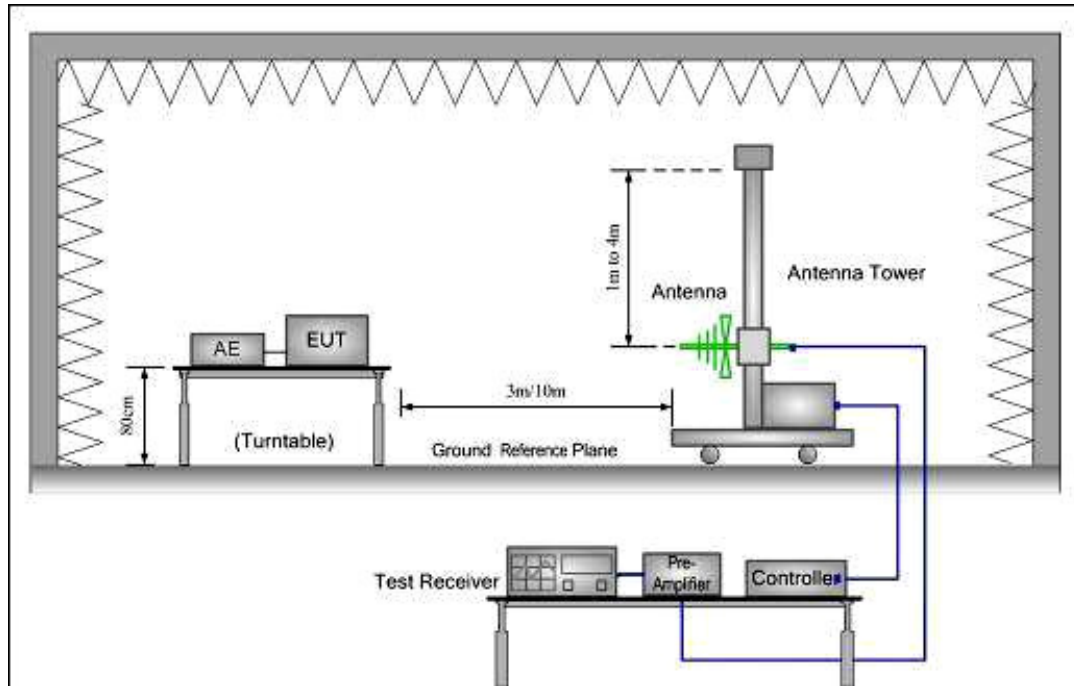 1m to 4m
Antenna Tower
Antenna
AE
EUT
80cm
3m/10m
(Turntable)
Ground Reference Plane
Test Receiver
Pre-
Amplifier
Controller